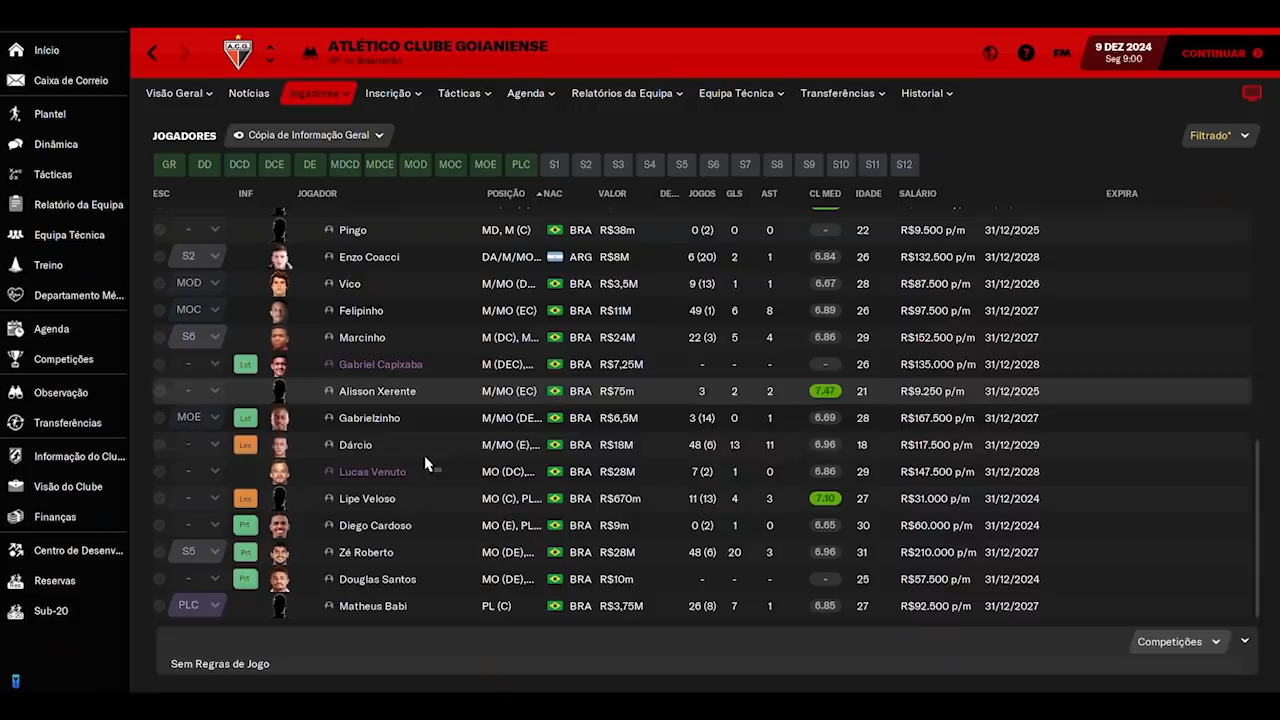 ATLÉTICO CLUBE GOIANIENSE
19º no Brasileirão
FM
9 DEZ 2024
Seg 9:00
CONTINUAR
Início
Caixa de Correio
Plantel
Dinâmica
Tácticas
Relatório da Equipa
Equipa Técnica
Treino
Departamento Mé...
Agenda
Competições
Observação
Transferências
Informação do Clu...
Visão do Clube
Finanças
Centro de Desenv...
Reservas
Sub-20
Visão Geral Notícias Jogadores Inscrição Tácticas Agenda Relatórios da Equipa Equipa Técnica Transferências Historial
JOGADORES Cópia de Informação Geral Filtrado*
GR DD DCD DCE DE MDCD MDCE MOD MOC MOE PLC S1 S2 S3 S4 S5 S6 S7 S8 S9 S10 S11 S12
ESC INF JOGADOR POSIÇÃO NAC VALOR DE... JOGOS GLS AST CL MED IDADE SALÁRIO EXPIRA
- Pingo MD, M (C) BRA R$38m 0 (2) 0 0 - 22 R$9.500 p/m 31/12/2025
S2 Enzo Coacci DA/M/MO... ARG R$8M 6 (20) 2 1 6.84 26 R$132.500 p/m 31/12/2028
MOD Vico M/MO (D... BRA R$3,5M 9 (13) 1 1 6.67 28 R$87.500 p/m 31/12/2026
MOC Felipinho M/MO (EC) BRA R$11M 49 (1) 6 8 6.89 26 R$97.500 p/m 31/12/2027
S6 Marcinho M (DC), M... BRA R$24M 22 (3) 5 4 6.86 29 R$152.500 p/m 31/12/2027
- Lst Gabriel Capixaba M (DEC),... BRA R$7,25M - - - - 26 R$135.000 p/m 31/12/2028
- Alisson Xerente M/MO (EC) BRA R$75m 3 2 2 7.47 21 R$9.250 p/m 31/12/2025
MOE Lst Gabrielzinho M/MO (DE... BRA R$6,5M 3 (14) 0 1 6.69 28 R$167.500 p/m 31/12/2027
- Les Dárcio M/MO (E),... BRA R$18M 48 (6) 13 11 6.96 18 R$117.500 p/m 31/12/2029
- Lucas Venuto MO (DC),... BRA R$28M 7 (2) 1 0 6.86 29 R$147.500 p/m 31/12/2028
- Les Lipe Veloso MO (C), PL... BRA R$670m 11 (13) 4 3 7.10 27 R$31.000 p/m 31/12/2024
- Prt Diego Cardoso MO (E), PL... BRA R$9m 0 (2) 1 0 6.65 30 R$60.000 p/m 31/12/2024
S5 Prt Zé Roberto MO (DE),... BRA R$28M 48 (6) 20 3 6.96 31 R$210.000 p/m 31/12/2027
- Prt Douglas Santos MO (DE),... BRA R$10m - - - - 25 R$57.500 p/m 31/12/2024
PLC Matheus Babi PL (C) BRA R$3,75M 26 (8) 7 1 6.85 27 R$92.500 p/m 31/12/2027
Competições
Sem Regras de Jogo